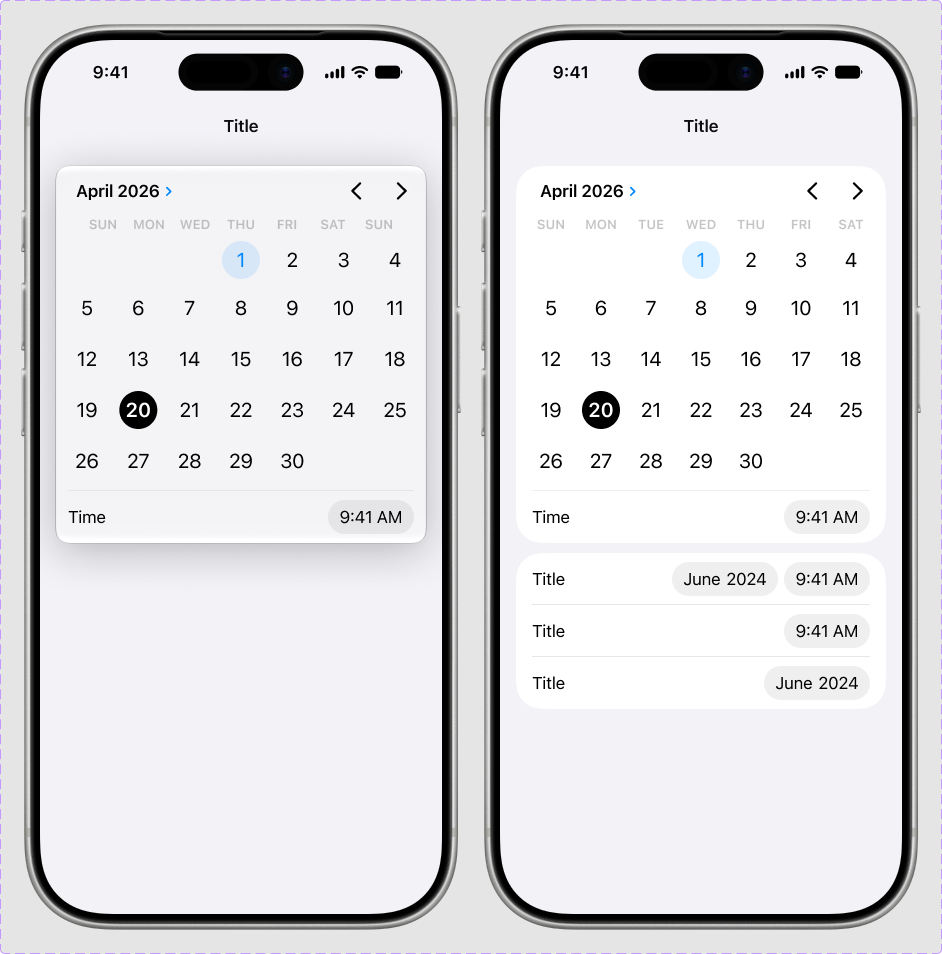 9:41
Title
April 2026
SUN MON WED THU FRI SAT SUN
1 2 3 4
5 6 7 8 9 10 11
12 13 14 15 16 17 18
19 20 21 22 23 24 25
26 27 28 29 30
Time 9:41 AM
9:41
Title
April 2026
SUN MON TUE WED THU FRI SAT
1 2 3 4
5 6 7 8 9 10 11
12 13 14 15 16 17 18
19 20 21 22 23 24 25
26 27 28 29 30
Time 9:41 AM
Title June 2024 9:41 AM
Title 9:41 AM
Title June 2024